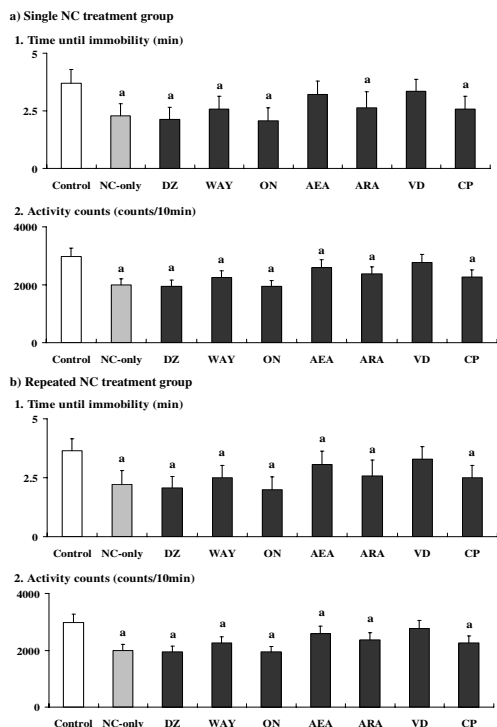 a) Single NC treatment group
1. Time until immobility (min)
5
a a a a a a
2.5
0
Control NC-only DZ WAY ON AEA ARA VD CP
2. Activity counts (counts/10min)
4000
a a a a a a a
2000
0
Control NC-only DZ WAY ON AEA ARA VD CP
b) Repeated NC treatment group
1. Time until immobility (min)
5
a a a a a a a
2.5
0
Control NC-only DZ WAY ON AEA ARA VD CP
2. Activity counts (counts/10min)
4000
a a a a a a a
2000
0
Control NC-only DZ WAY ON AEA ARA VD CP